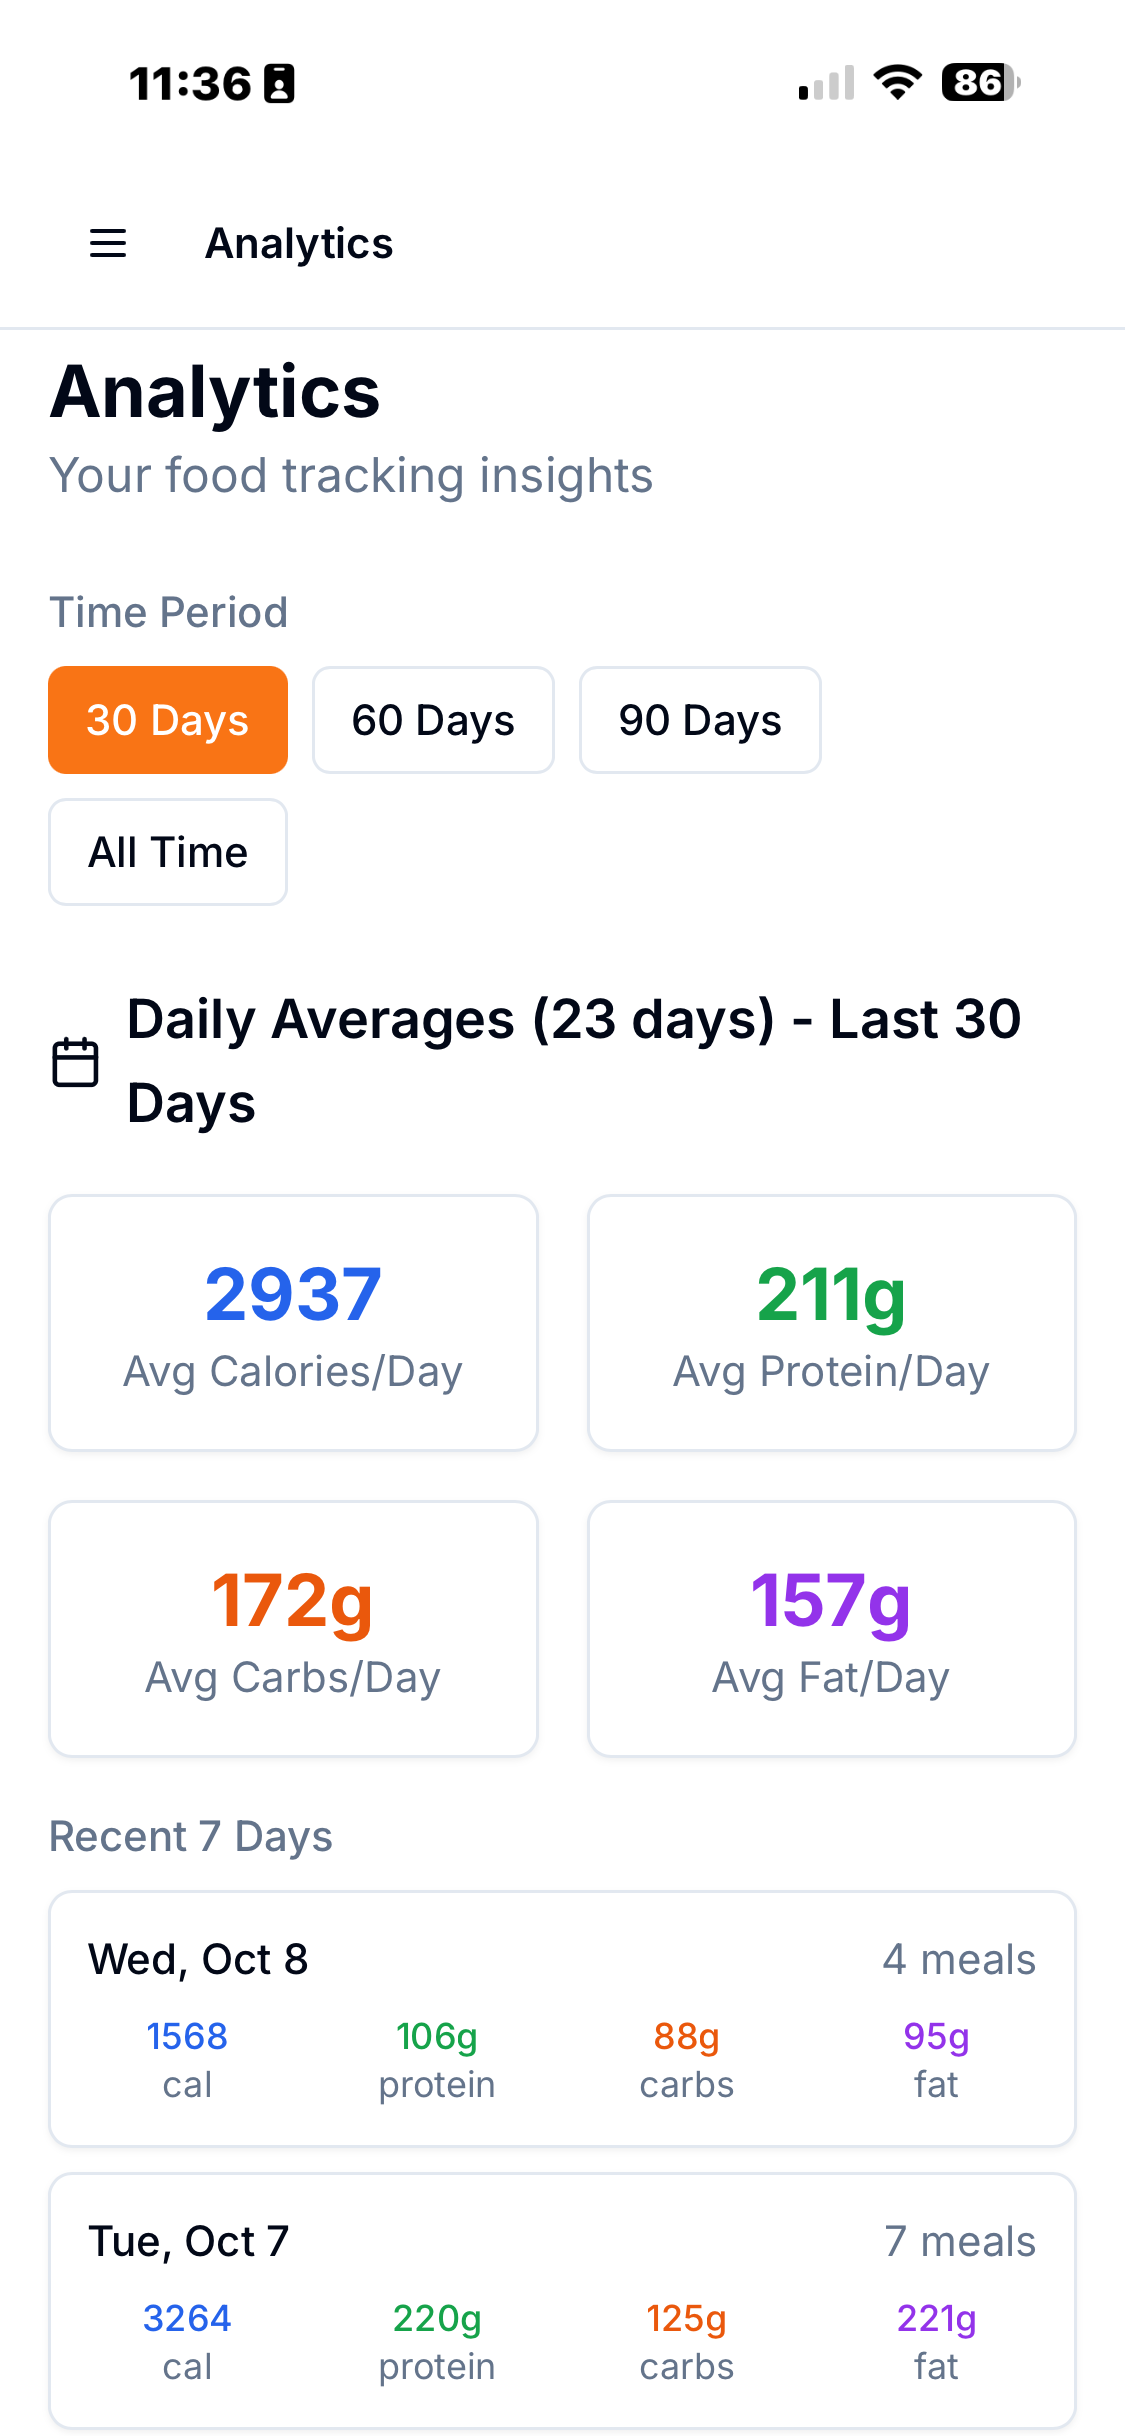 11:36
86
Analytics
Analytics
Your food tracking insights
Time Period
30 Days
60 Days
90 Days
All Time
Daily Averages (23 days) - Last 30
Days
2937
Avg Calories/Day
211g
Avg Protein/Day
172g
Avg Carbs/Day
157g
Avg Fat/Day
Recent 7 Days
Wed, Oct 8
4 meals
1568
cal
106g
protein
88g
carbs
95g
fat
Tue, Oct 7
7 meals
3264
cal
220g
protein
125g
carbs
221g
fat